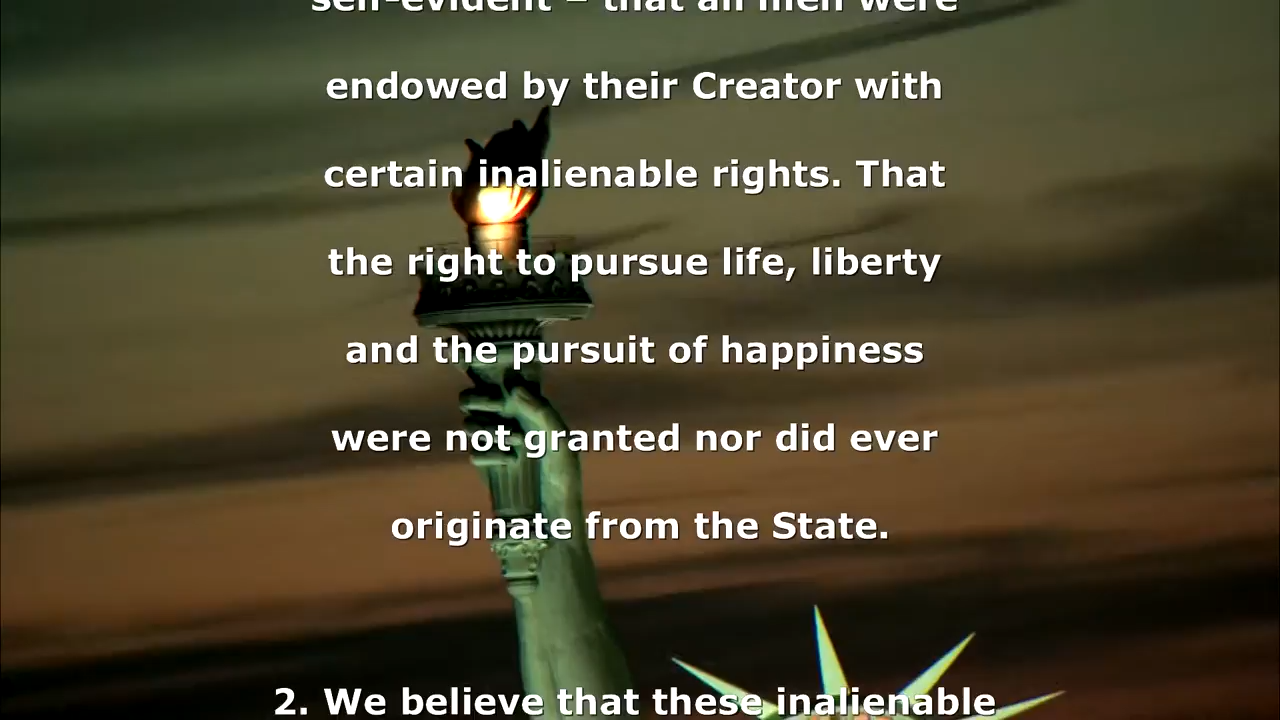 self-evident – that all men were
endowed by their Creator with
certain inalienable rights. That
the right to pursue life, liberty
and the pursuit of happiness
were not granted nor did ever
originate from the State.
2. We believe that these inalienable